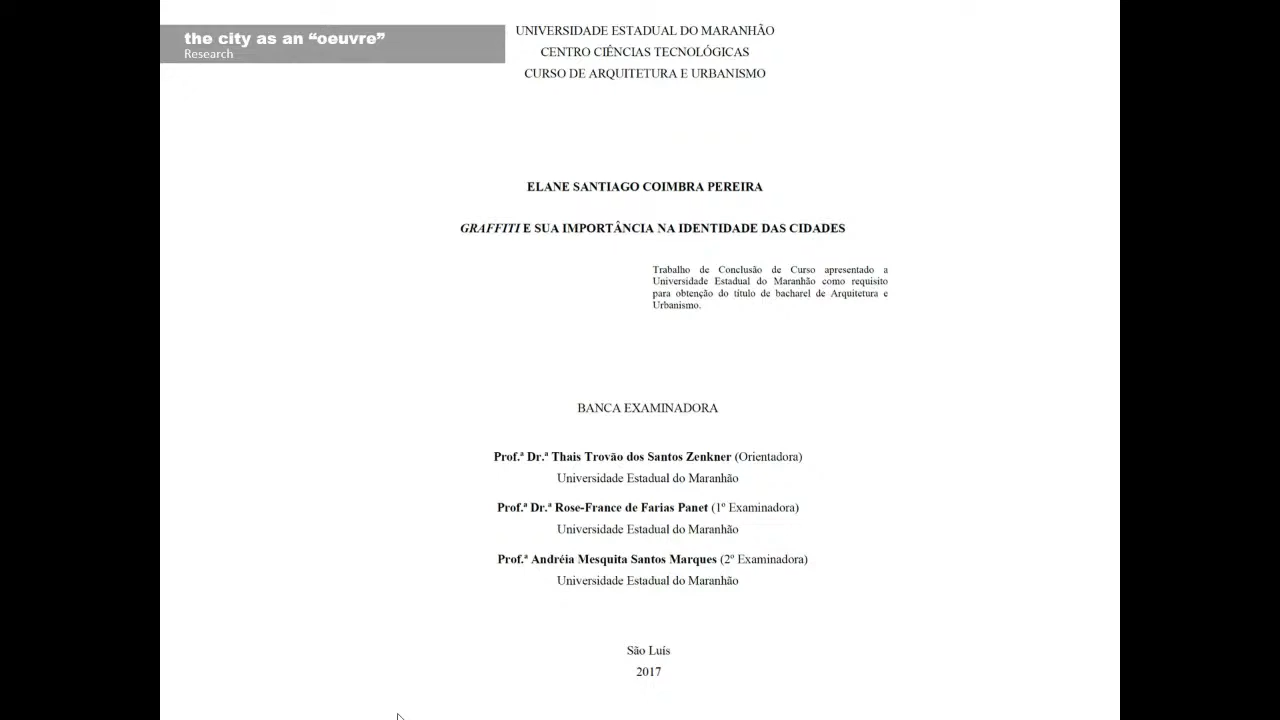 the city as an “oeuvre”
Research
UNIVERSIDADE ESTADUAL DO MARANHÃO
CENTRO CIÊNCIAS TECNOLÓGICAS
CURSO DE ARQUITETURA E URBANISMO
ELANE SANTIAGO COIMBRA PEREIRA
GRAFFITI E SUA IMPORTÂNCIA NA IDENTIDADE DAS CIDADES
Trabalho de Conclusão de Curso apresentado a
Universidade Estadual do Maranhão como requisito
para obtenção do título de bacharel de Arquitetura e
Urbanismo.
BANCA EXAMINADORA
Prof.ª Dr.ª Thais Trovão dos Santos Zenkner (Orientadora)
Universidade Estadual do Maranhão
Prof.ª Dr.ª Rose-France de Farias Panet (1º Examinadora)
Universidade Estadual do Maranhão
Prof.ª Andréia Mesquita Santos Marques (2º Examinadora)
Universidade Estadual do Maranhão
São Luís
2017